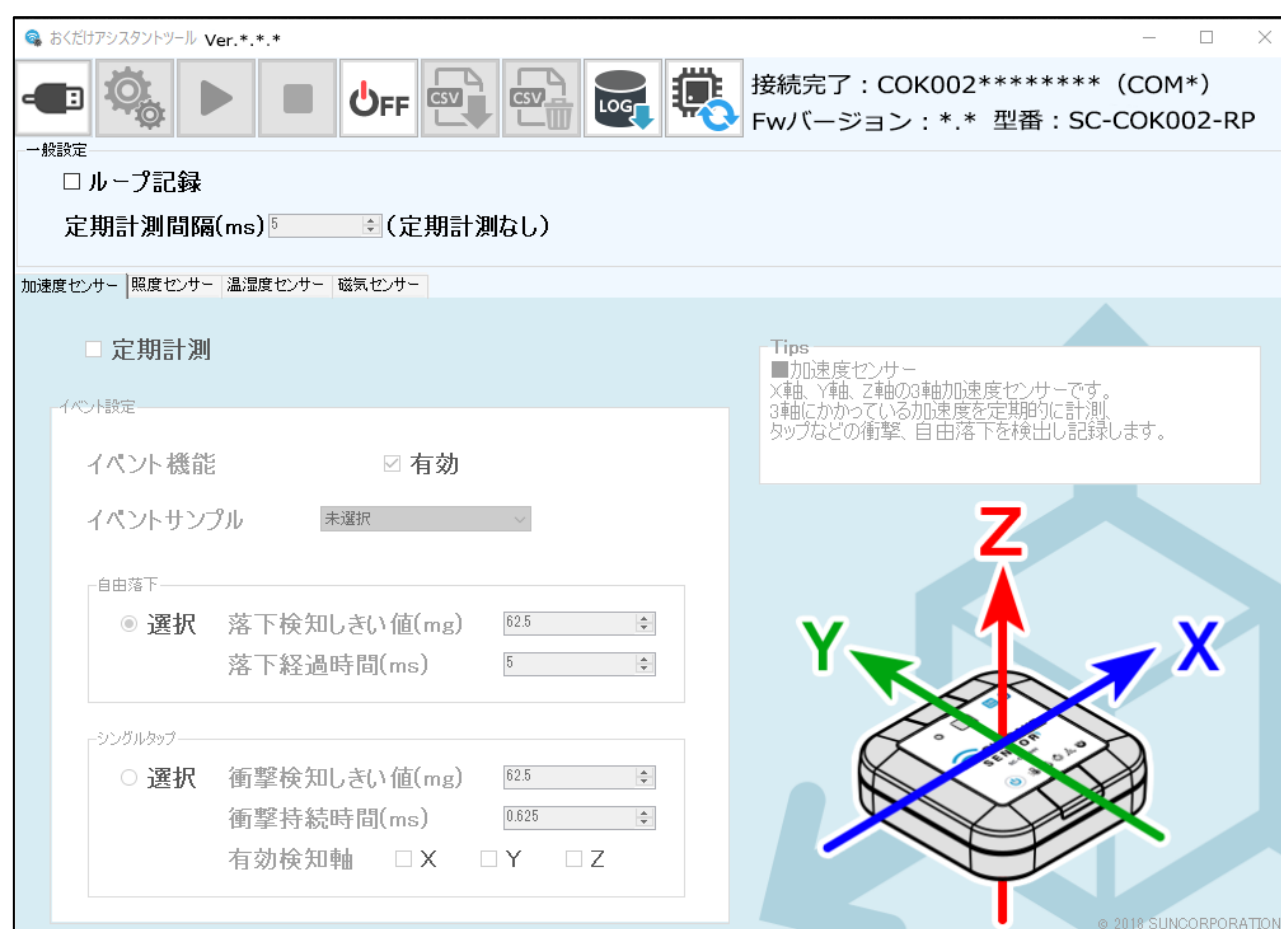 おくだけアシスタントツール Ver.*.*.*
OFF
CSV
CSV
LOG
接続完了：COK002******** （COM*）
Fwバージョン：*.* 型番：SC-COK002-RP
一般設定
ループ記録
定期計測間隔(ms) 5 (定期計測なし)
加速度センサー 照度センサー 温湿度センサー 磁気センサー
定期計測
イベント設定
イベント機能 有効
イベントサンプル 未選択
自由落下
選択 落下検知しきい値(mg) 62.5
落下経過時間(ms) 5
シングルタップ
選択 衝撃検知しきい値(mg) 62.5
衝撃持続時間(ms) 0.625
有効検知軸 X Y Z
Tips
■加速度センサー
X軸、Y軸、Z軸の3軸加速度センサーです。
3軸にかかっている加速度を定期的に計測、
タップなどの衝撃、自由落下を検出し記録します。
Z
Y
X
SENSOR
© 2018 SUNCORPORATION